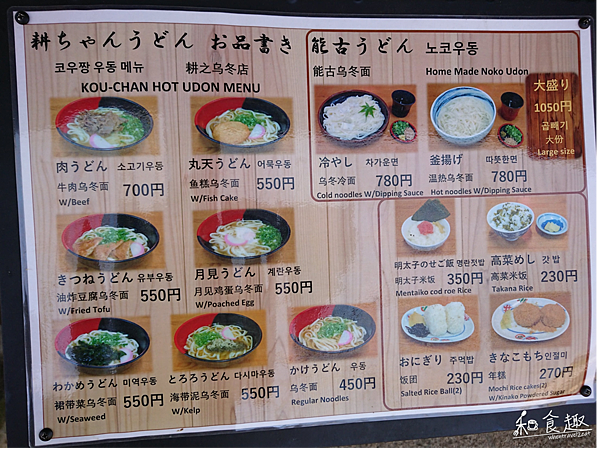 耕ちゃんうどん お品書き
코우짱 우동 메뉴 耕之乌冬店
KOU-CHAN HOT UDON MENU
肉うどん 소고기우동
牛肉乌冬面 700円
W/Beef
丸天うどん 어묵우동
鱼糕乌冬面 550円
W/Fish Cake
きつねうどん 유부우동
油炸豆腐乌冬面 550円
W/Fried Tofu
月見うどん 계란우동
月见鸡蛋乌冬面 550円
W/Poached Egg
わかめうどん 미역우동
裙带菜乌冬面 550円
W/Seaweed
とろろうどん 다시마우동
海带泥乌冬面 550円
W/Kelp
かけうどん 우동
乌冬面 450円
Regular Noodles
能古うどん 노코우동
能古乌冬面 Home Made Noko Udon
大盛り
1050円
곱빼기
大份
Large size
冷やし 차가운면
乌冬冷面 780円
Cold noodles W/Dipping Sauce
釜揚げ 따뜻한면
温热乌冬面 780円
Hot noodles W/Dipping Sauce
明太子のせご飯 명란젓밥
明太子米饭 350円
Mentaiko cod roe Rice
高菜めし 갓 밥
高菜米饭 230円
Takana Rice
おにぎり 주먹밥
饭团 230円
Salted Rice Ball(2)
きなこもち 인절미
年糕 270円
Mochi Rice cakes(2)
W/Kinako Powdered Sugar
和食趣